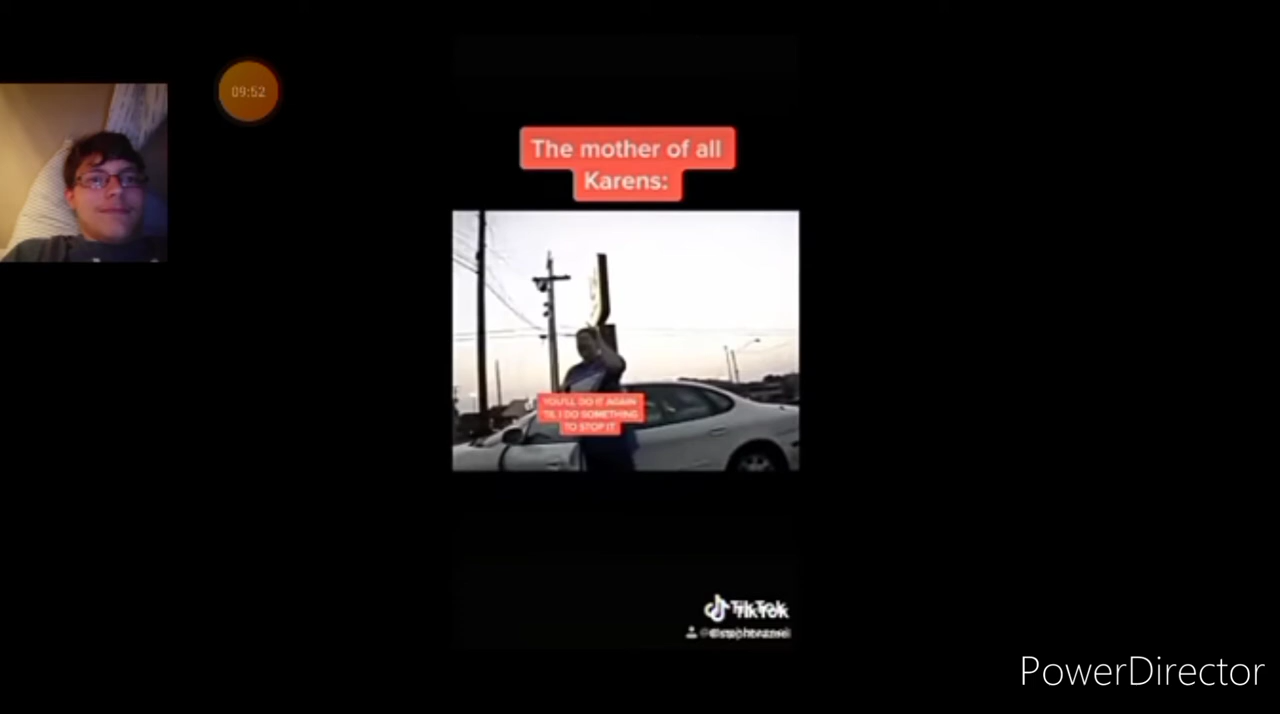 09:52
The mother of all
Karens:
YOU'LL DO IT AGAIN
TIL I DO SOMETHING
TO STOP IT
TikTok
PowerDirector